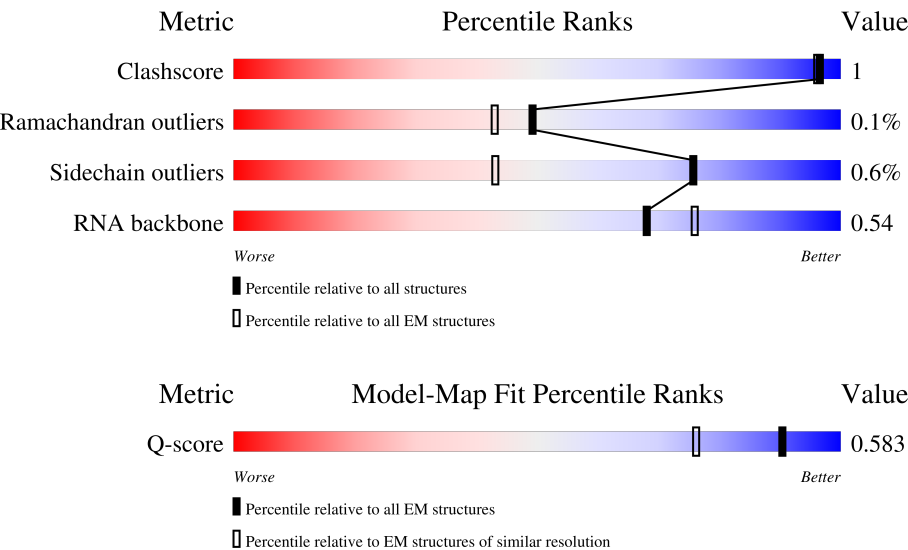 Metric Percentile Ranks Value
Clashscore 1
Ramachandran outliers 0.1%
Sidechain outliers 0.6%
RNA backbone 0.54
Worse Better
Percentile relative to all structures
Percentile relative to all EM structures
Metric Model-Map Fit Percentile Ranks Value
Q-score 0.583
Worse Better
Percentile relative to all EM structures
Percentile relative to EM structures of similar resolution